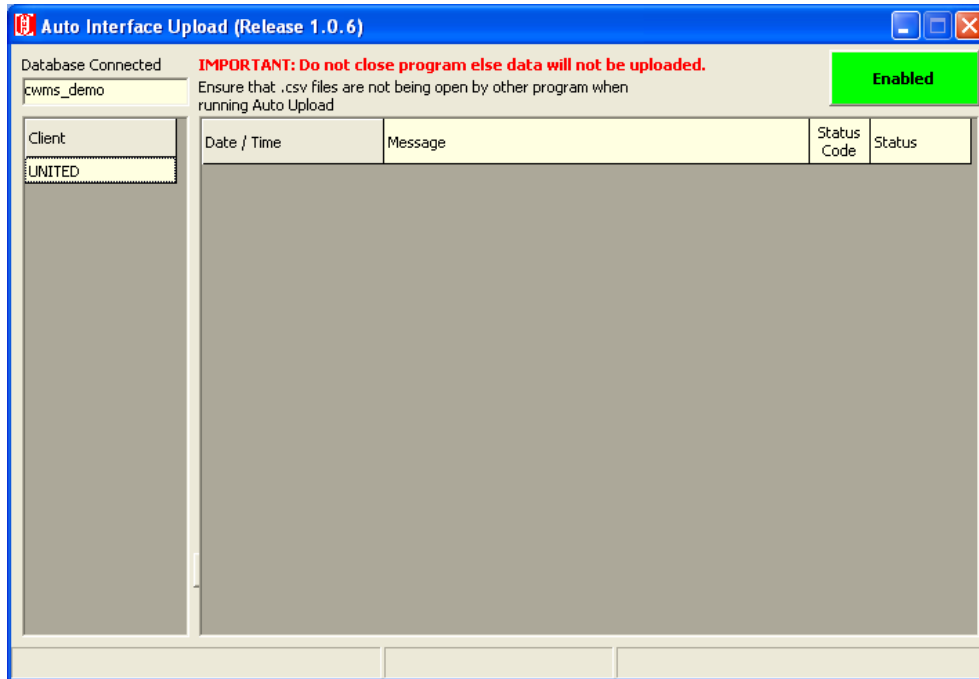 Auto Interface Upload (Release 1.0.6)
Database Connected
cwms_demo
IMPORTANT: Do not close program else data will not be uploaded.
Ensure that .csv files are not being open by other program when
running Auto Upload
Enabled
Client
UNITED
Date / Time
Message
Status
Code
Status